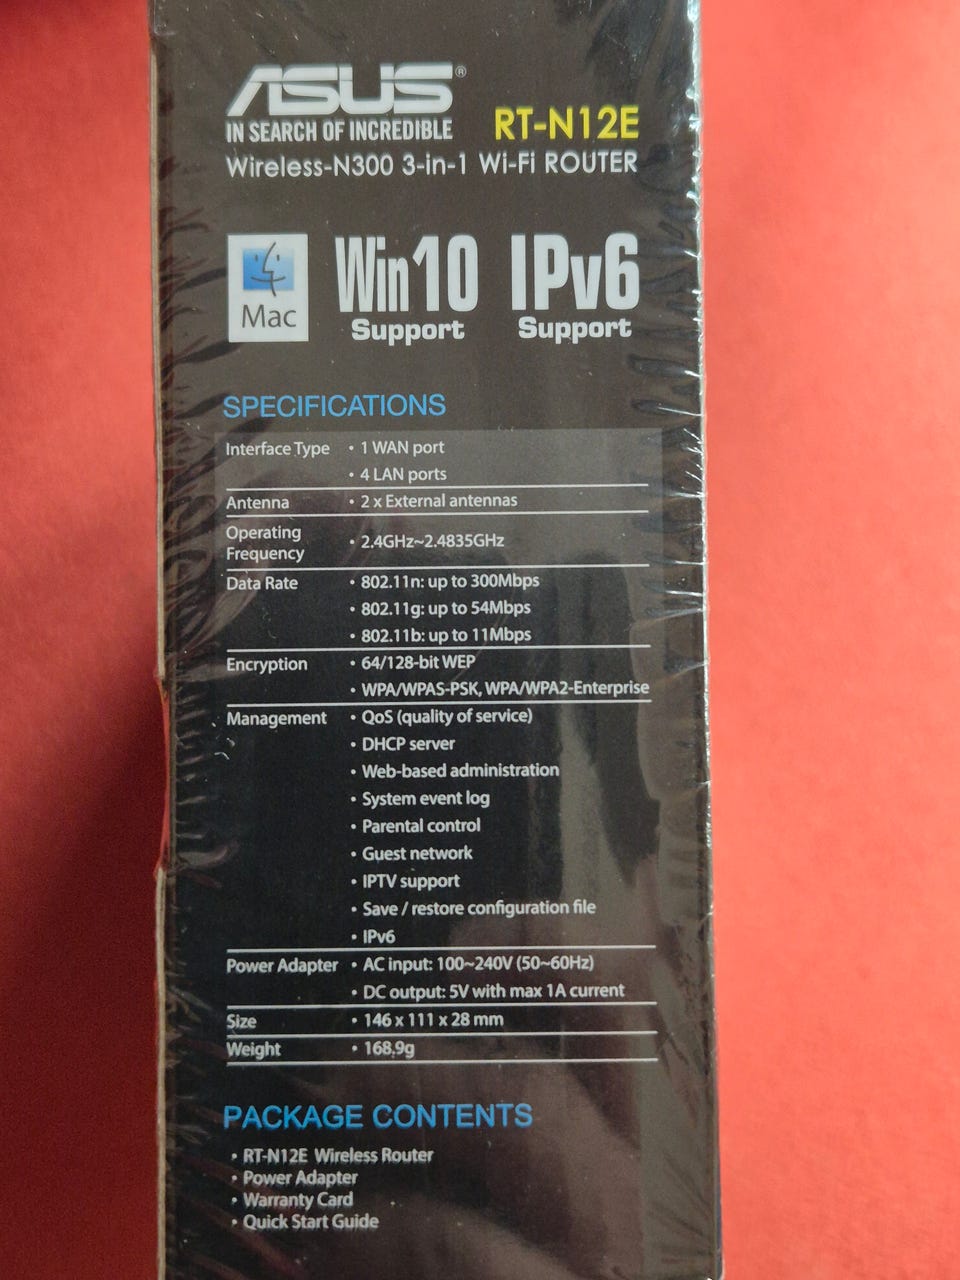 ASUS®
IN SEARCH OF INCREDIBLE
RT-N12E
Wireless-N300 3-in-1 Wi-Fi ROUTER
Mac
Win10
Support
IPv6
Support
SPECIFICATIONS
Interface Type • 1 WAN port
• 4 LAN ports
Antenna • 2 x External antennas
Operating
Frequency • 2.4GHz~2.4835GHz
Data Rate • 802.11n: up to 300Mbps
• 802.11g: up to 54Mbps
• 802.11b: up to 11Mbps
Encryption • 64/128-bit WEP
• WPA/WPAS-PSK, WPA/WPA2-Enterprise
Management • QoS (quality of service)
• DHCP server
• Web-based administration
• System event log
• Parental control
• Guest network
• IPTV support
• Save / restore configuration file
• IPv6
Power Adapter • AC input: 100~240V (50~60Hz)
• DC output: 5V with max 1A current
Size • 146 x 111 x 28 mm
Weight • 168.9g
PACKAGE CONTENTS
• RT-N12E Wireless Router
• Power Adapter
• Warranty Card
• Quick Start Guide